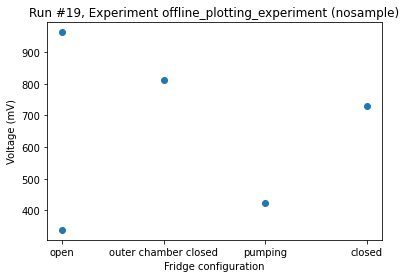 Run #19, Experiment offline_plotting_experiment (nosample)
900
800
700
600
500
400
Voltage (mV)
open
outer chamber closed
pumping
closed
Fridge configuration